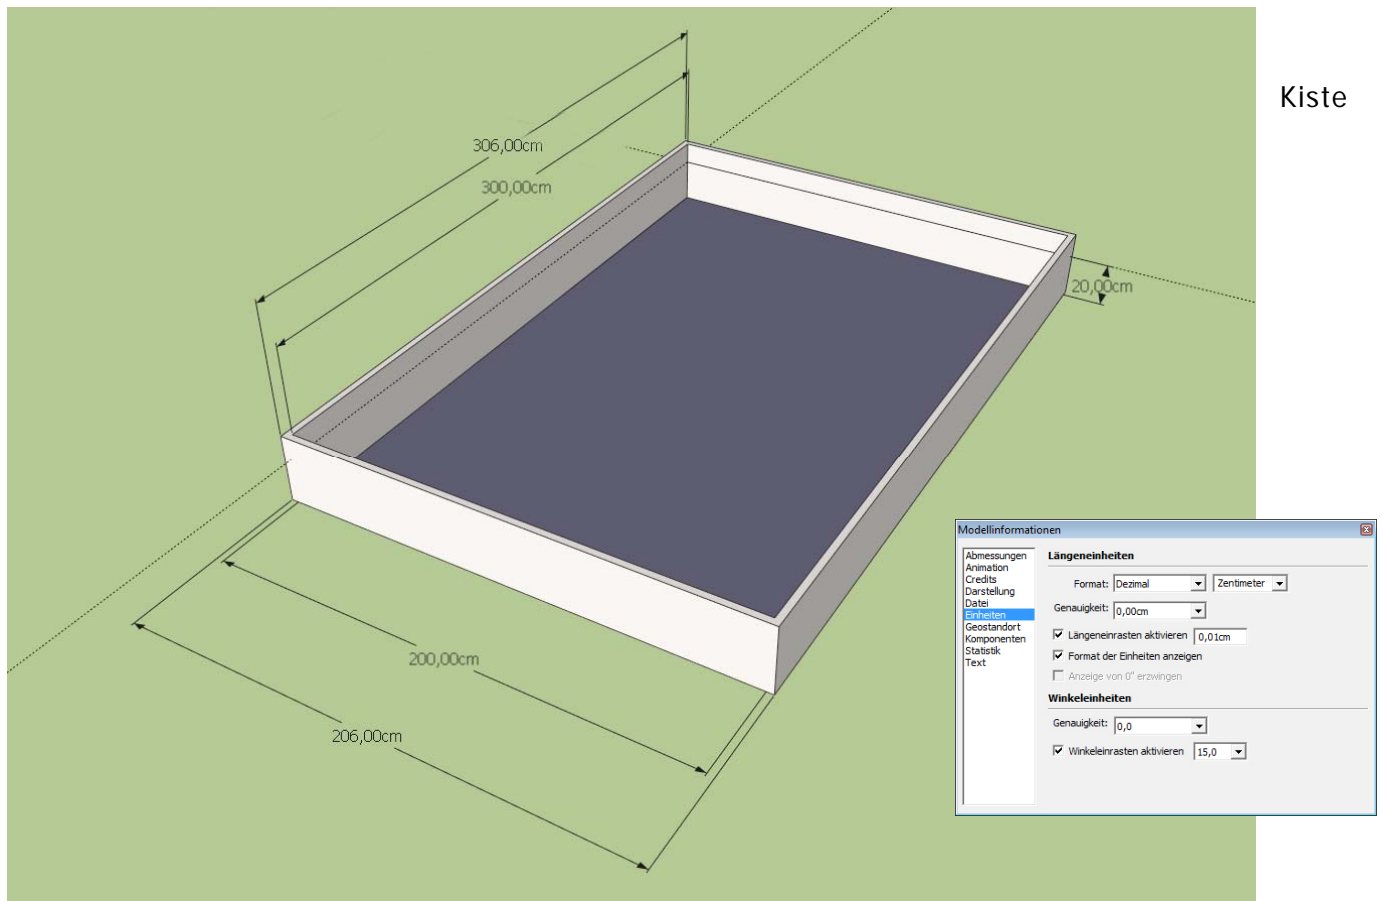 Kiste
306,00cm
300,00cm
20,00cm
200,00cm
206,00cm
Modellinformationen
Abmessungen
Animation
Credits
Darstellung
Datei
Einheiten
Geostandort
Komponenten
Statistik
Text
Längeneinheiten
Format: Dezimal Zentimeter
Genauigkeit: 0,00cm
Längeneinrasten aktivieren 0,01cm
Format der Einheiten anzeigen
Anzeige von 0" erzwingen
Winkeleinheiten
Genauigkeit: 0,0
Winkeleinrasten aktivieren 15,0